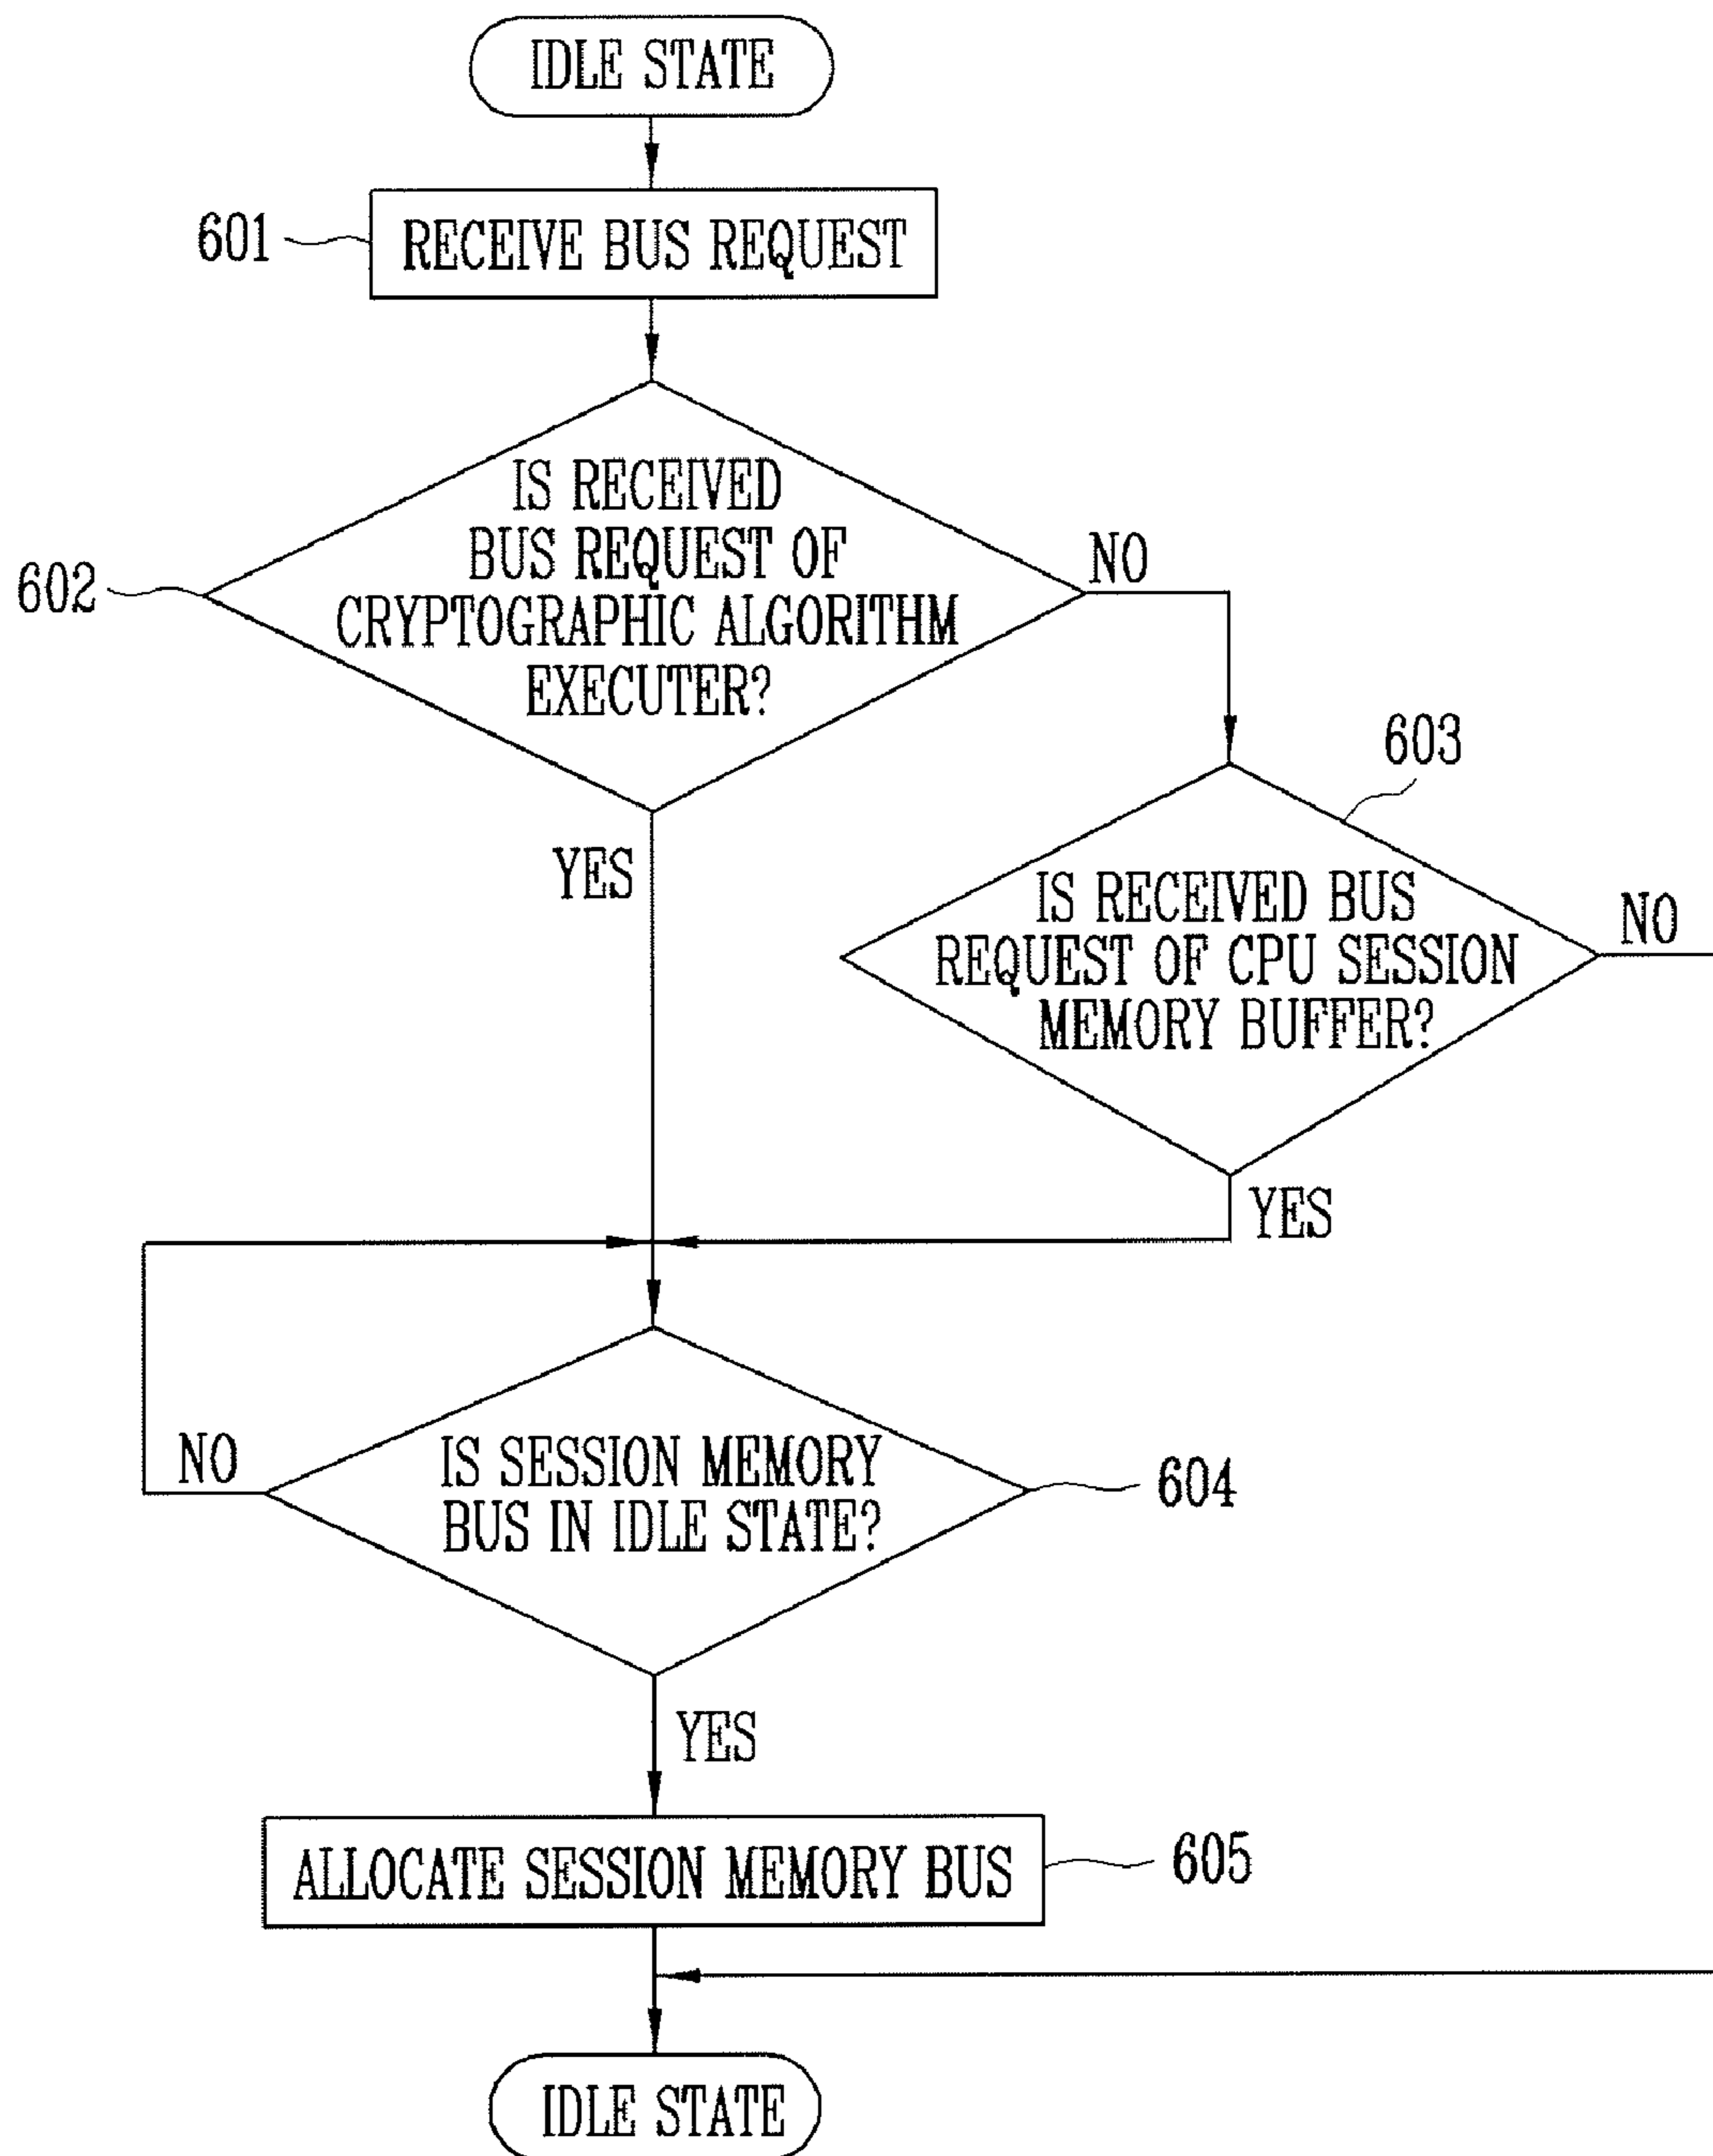 IDLE STATE
601
RECEIVE BUS REQUEST
IS RECEIVED
BUS REQUEST OF
CRYPTOGRAPHIC ALGORITHM
EXECUTER?
602
NO
YES
603
IS RECEIVED BUS
REQUEST OF CPU SESSION
MEMORY BUFFER?
NO
YES
IS SESSION MEMORY
BUS IN IDLE STATE?
NO
604
YES
ALLOCATE SESSION MEMORY BUS
605
IDLE STATE